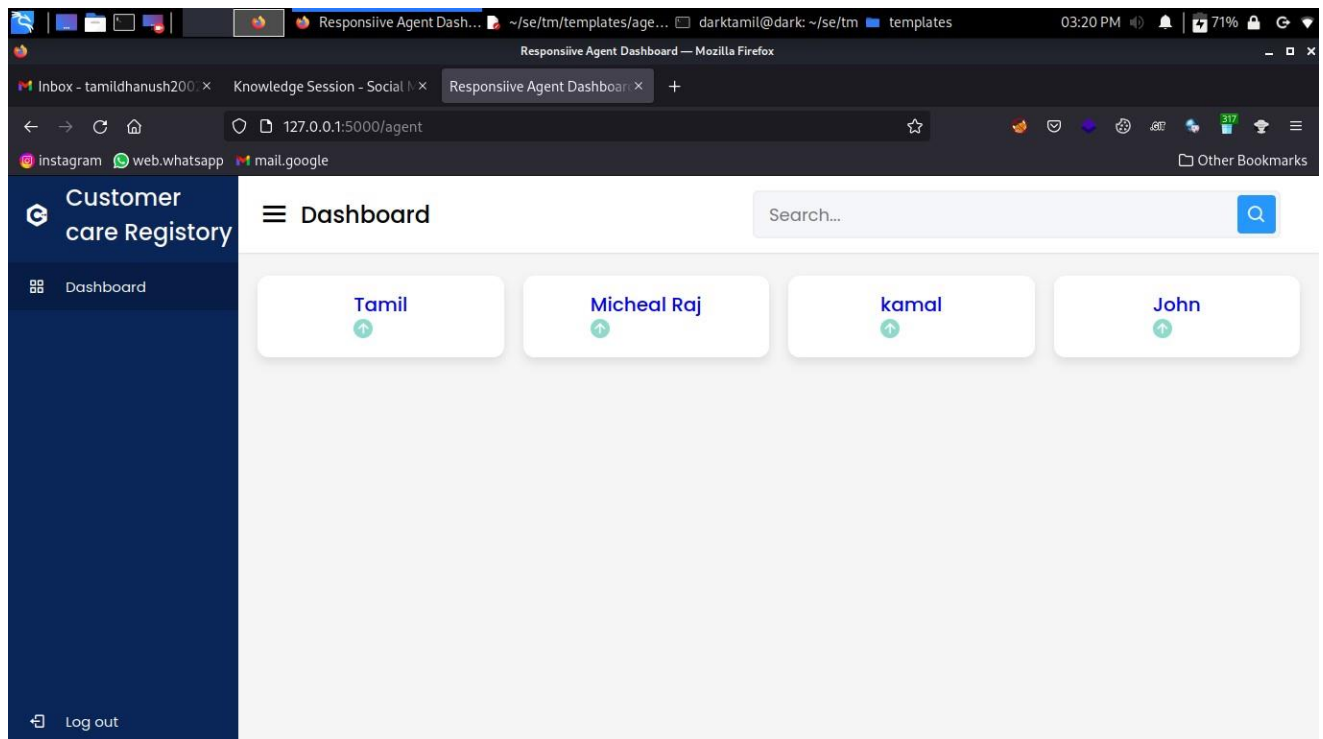 Responsiive Agent Dash... ~/se/tm/templates/age... darktamil@dark: ~/se/tm templates 03:20 PM 71%
Responsiive Agent Dashboard — Mozilla Firefox
Inbox - tamildhanush200 Knowledge Session - Social Responsiive Agent Dashboar
127.0.0.1:5000/agent 317
instagram web.whatsapp mail.google Other Bookmarks
Customer
care Registory
Dashboard
Search...
Dashboard
Tamil Micheal Raj kamal John
Log out